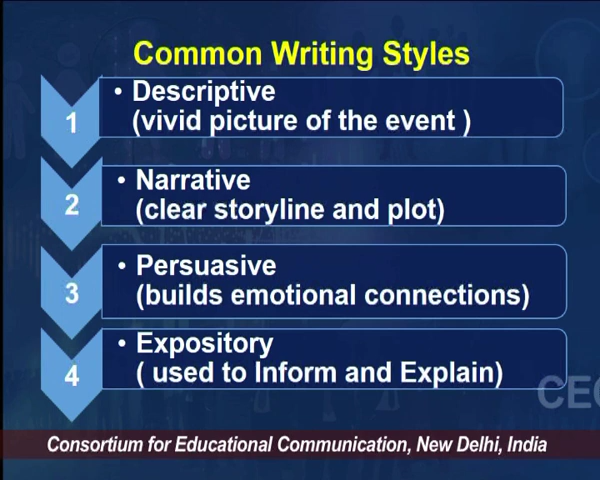 Common Writing Styles
1
• Descriptive
(vivid picture of the event )
2
• Narrative
(clear storyline and plot)
3
• Persuasive
(builds emotional connections)
4
• Expository
( used to Inform and Explain)
CEC
Consortium for Educational Communication, New Delhi, India